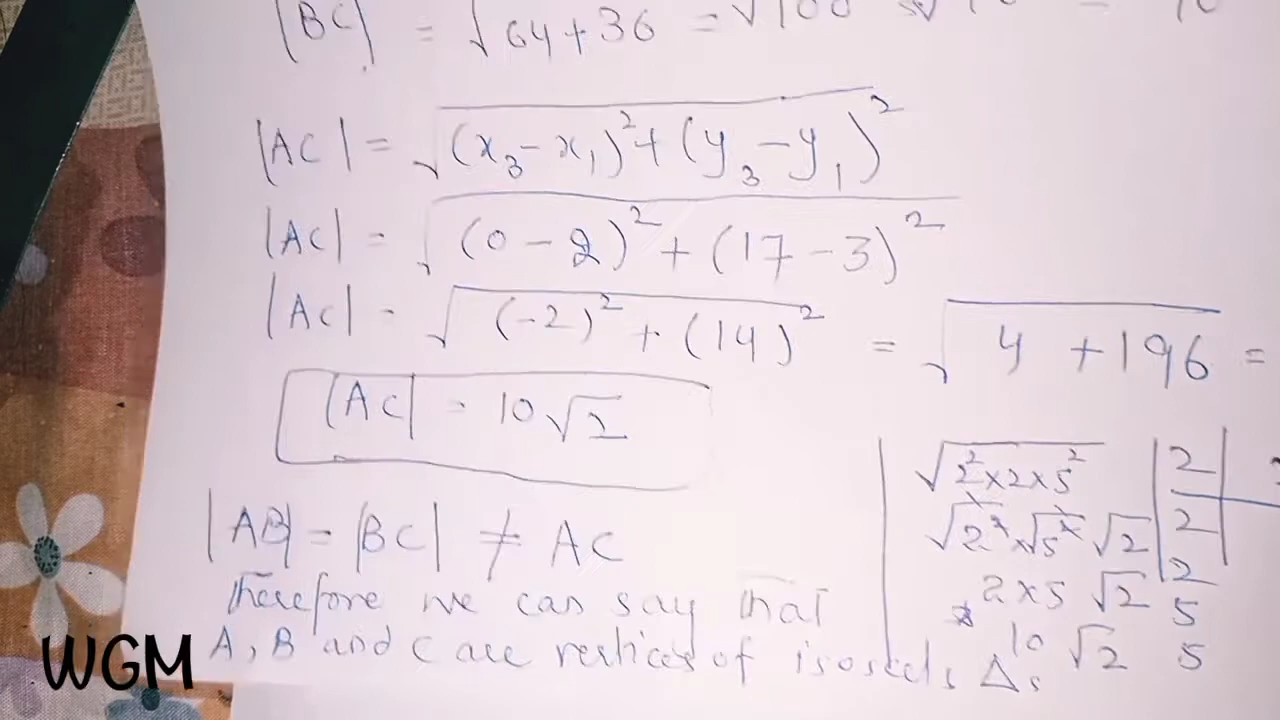 |BC| = √64+36 = √100 = 10
|AC| = √(x₃-x₁)²+(y₃-y₁)²
|AC| = √(0-2)²+(17-3)²
|AC| = √(-2)²+(14)² = √4+196 =
|AC| = 10√2
√2²×2×5² 2
√2²×√5² √2 2
2×5 √2 2
10 √2 5
5
|AB| = |BC| ≠ AC
Therefore we can say that
A, B and C are vertices of isoscels Δs
WGM